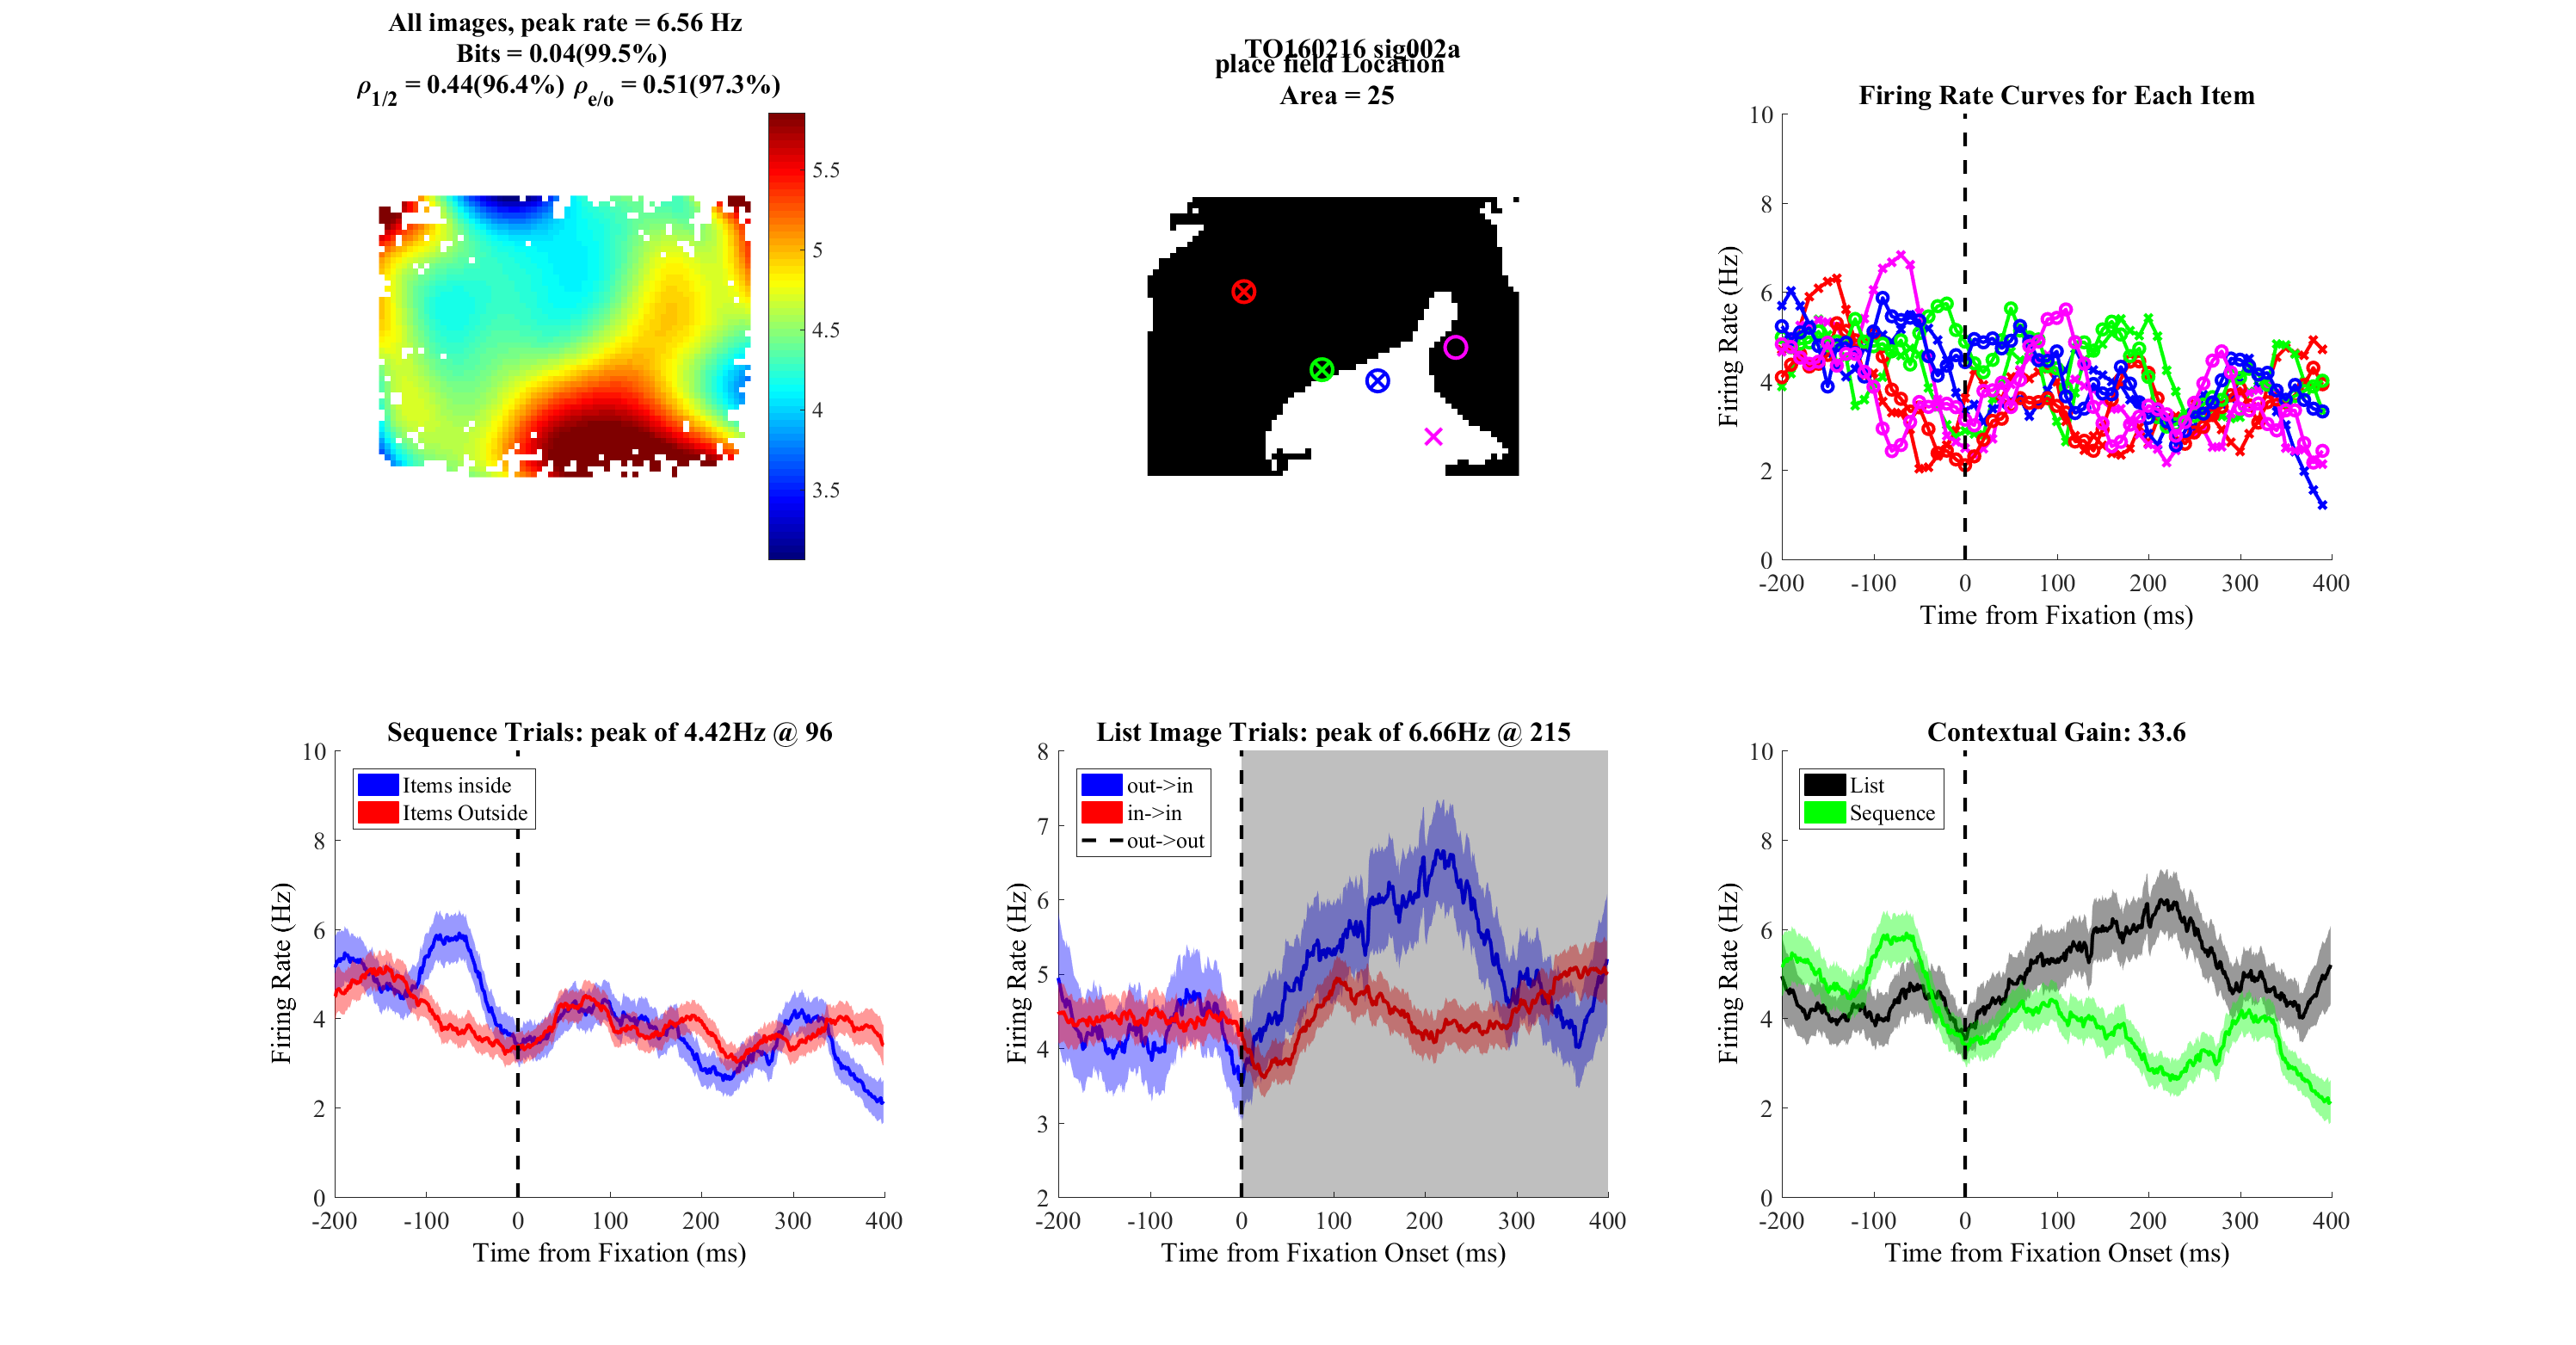 All images, peak rate = 6.56 Hz
Bits = 0.04(99.5%)
ρ1/2 = 0.44(96.4%) ρe/o = 0.51(97.3%)
5.5
5
4.5
4
3.5
TO160216 sig002a
place field Location
Area = 25
Firing Rate Curves for Each Item
10
8
6
4
2
0
-200 -100 0 100 200 300 400
Firing Rate (Hz)
Time from Fixation (ms)
Sequence Trials: peak of 4.42Hz @ 96
Items inside
Items Outside
10
8
6
4
2
0
-200 -100 0 100 200 300 400
Firing Rate (Hz)
Time from Fixation (ms)
List Image Trials: peak of 6.66Hz @ 215
out->in
in->in
out->out
8
7
6
5
4
3
2
-200 -100 0 100 200 300 400
Firing Rate (Hz)
Time from Fixation Onset (ms)
Contextual Gain: 33.6
List
Sequence
10
8
6
4
2
0
-200 -100 0 100 200 300 400
Firing Rate (Hz)
Time from Fixation Onset (ms)